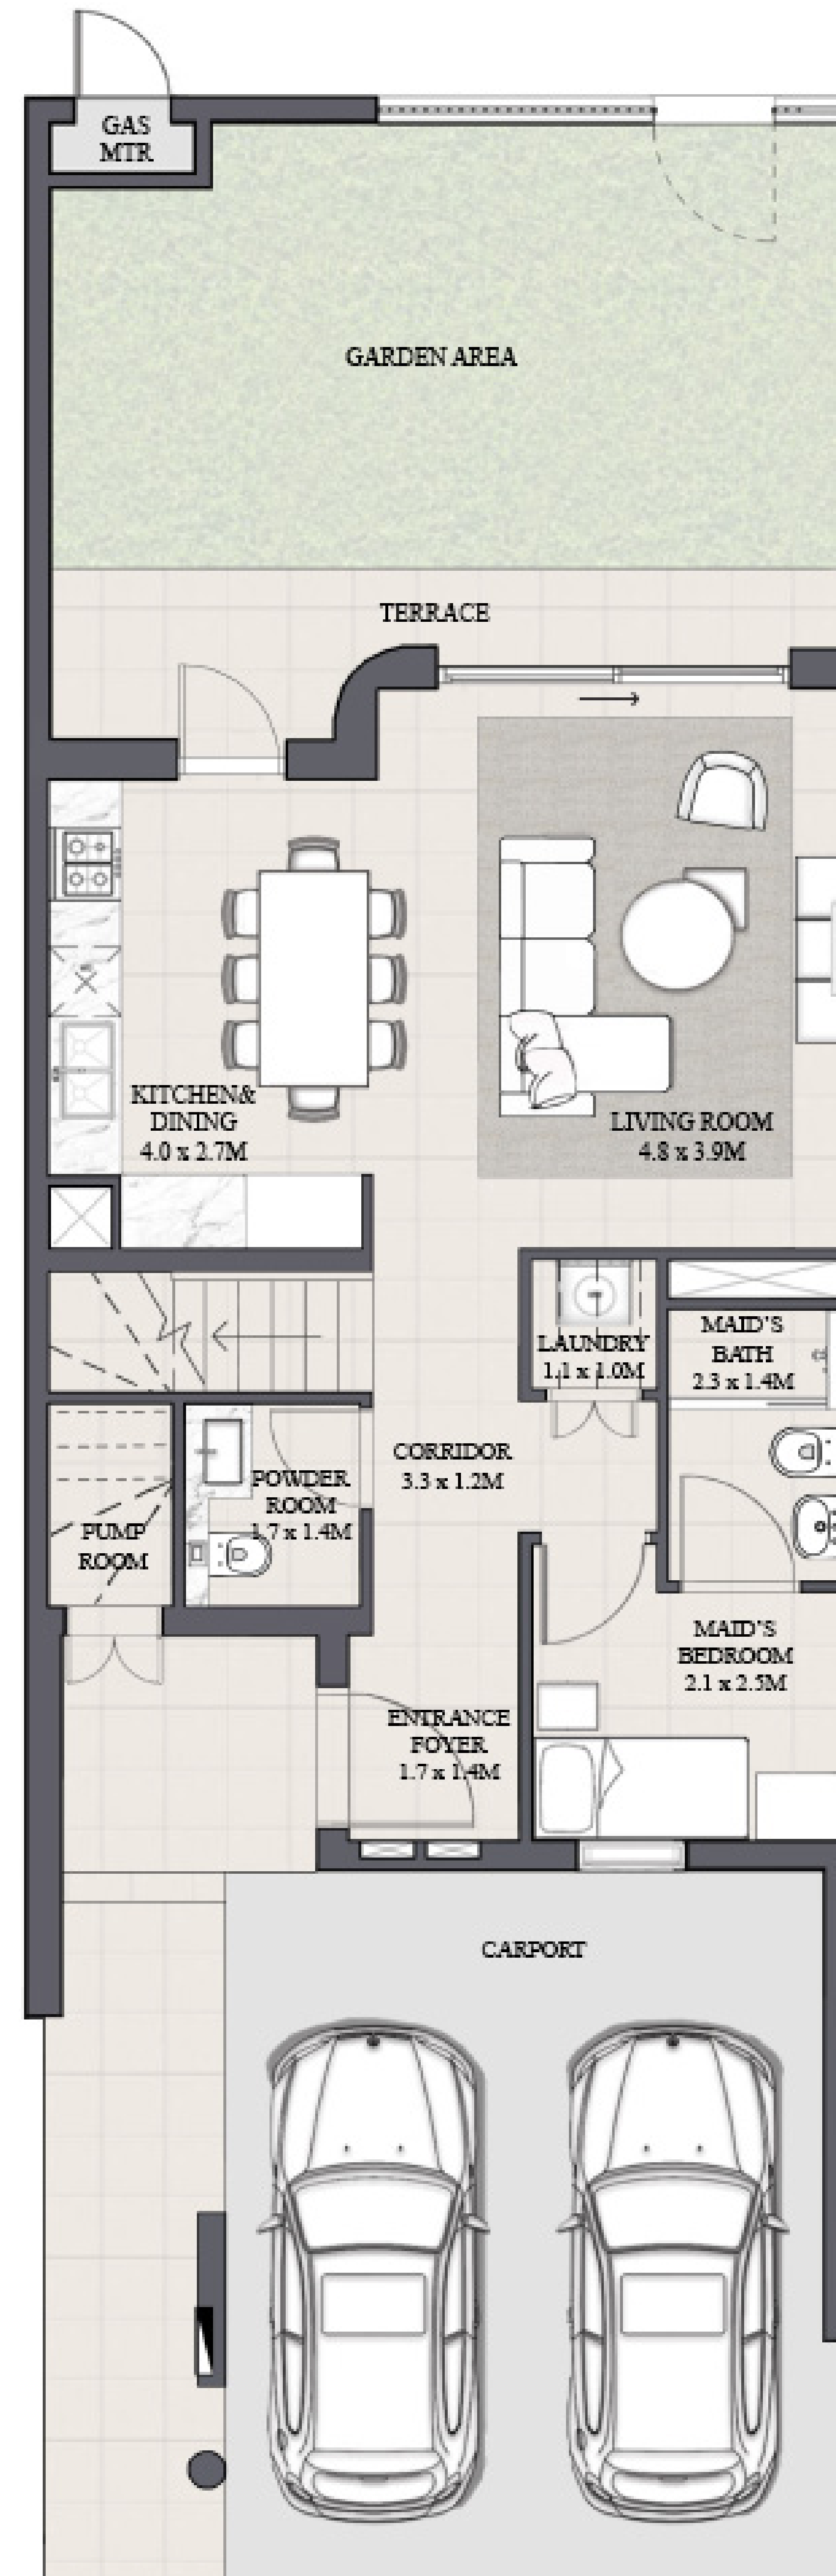 GAS
MTR
GARDEN AREA
TERRACE
KITCHEN&
DINING
4.0 x 2.7M
LIVING ROOM
4.8 x 3.9M
LAUNDRY
1.1 x 1.0M
MAID'S
BATH
2.3 x 1.4M
CORRIDOR
3.3 x 1.2M
POWDER
ROOM
1.7 x 1.4M
PUMP
ROOM
MAID'S
BEDROOM
2.1 x 2.5M
ENTRANCE
FOYER
1.7 x 1.4M
CARPORT